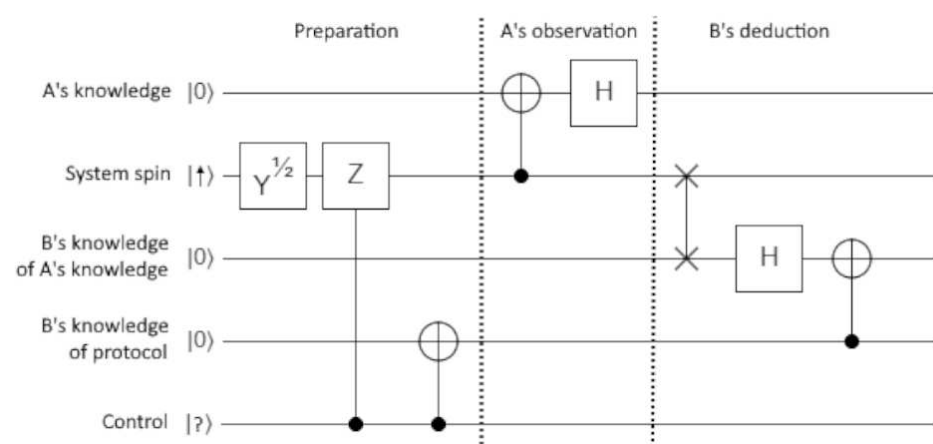 Preparation
A's observation
B's deduction
A's knowledge |0⟩
H
System spin |↑⟩
Y½
Z
B's knowledge
of A's knowledge |0⟩
H
B's knowledge
of protocol |0⟩
Control |?⟩